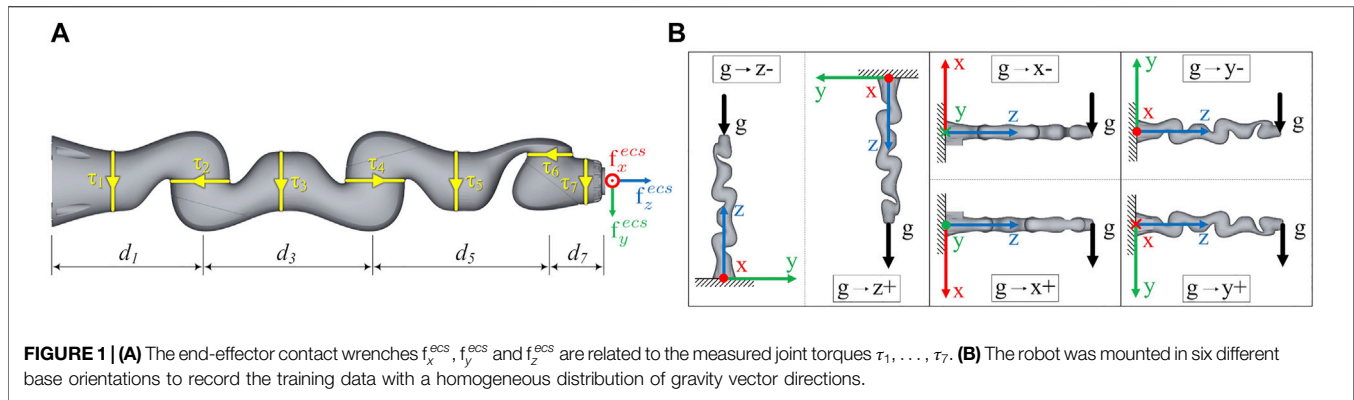 A
τ1
τ2
τ3
τ4
τ5
τ6
τ7
f_x^ecs
f_z^ecs
f_y^ecs
d1
d3
d5
d7
B
g → z-
g
z
x
y
y
x
z
g
g → z+
x
g → x-
y
z
g
y
z
g
x
g → x+
y
g → y-
x
z
g
x
z
g
y
g → y+
FIGURE 1 | (A) The end-effector contact wrenches f_x^ecs, f_y^ecs and f_z^ecs are related to the measured joint torques τ1, . . . , τ7. (B) The robot was mounted in six different
base orientations to record the training data with a homogeneous distribution of gravity vector directions.